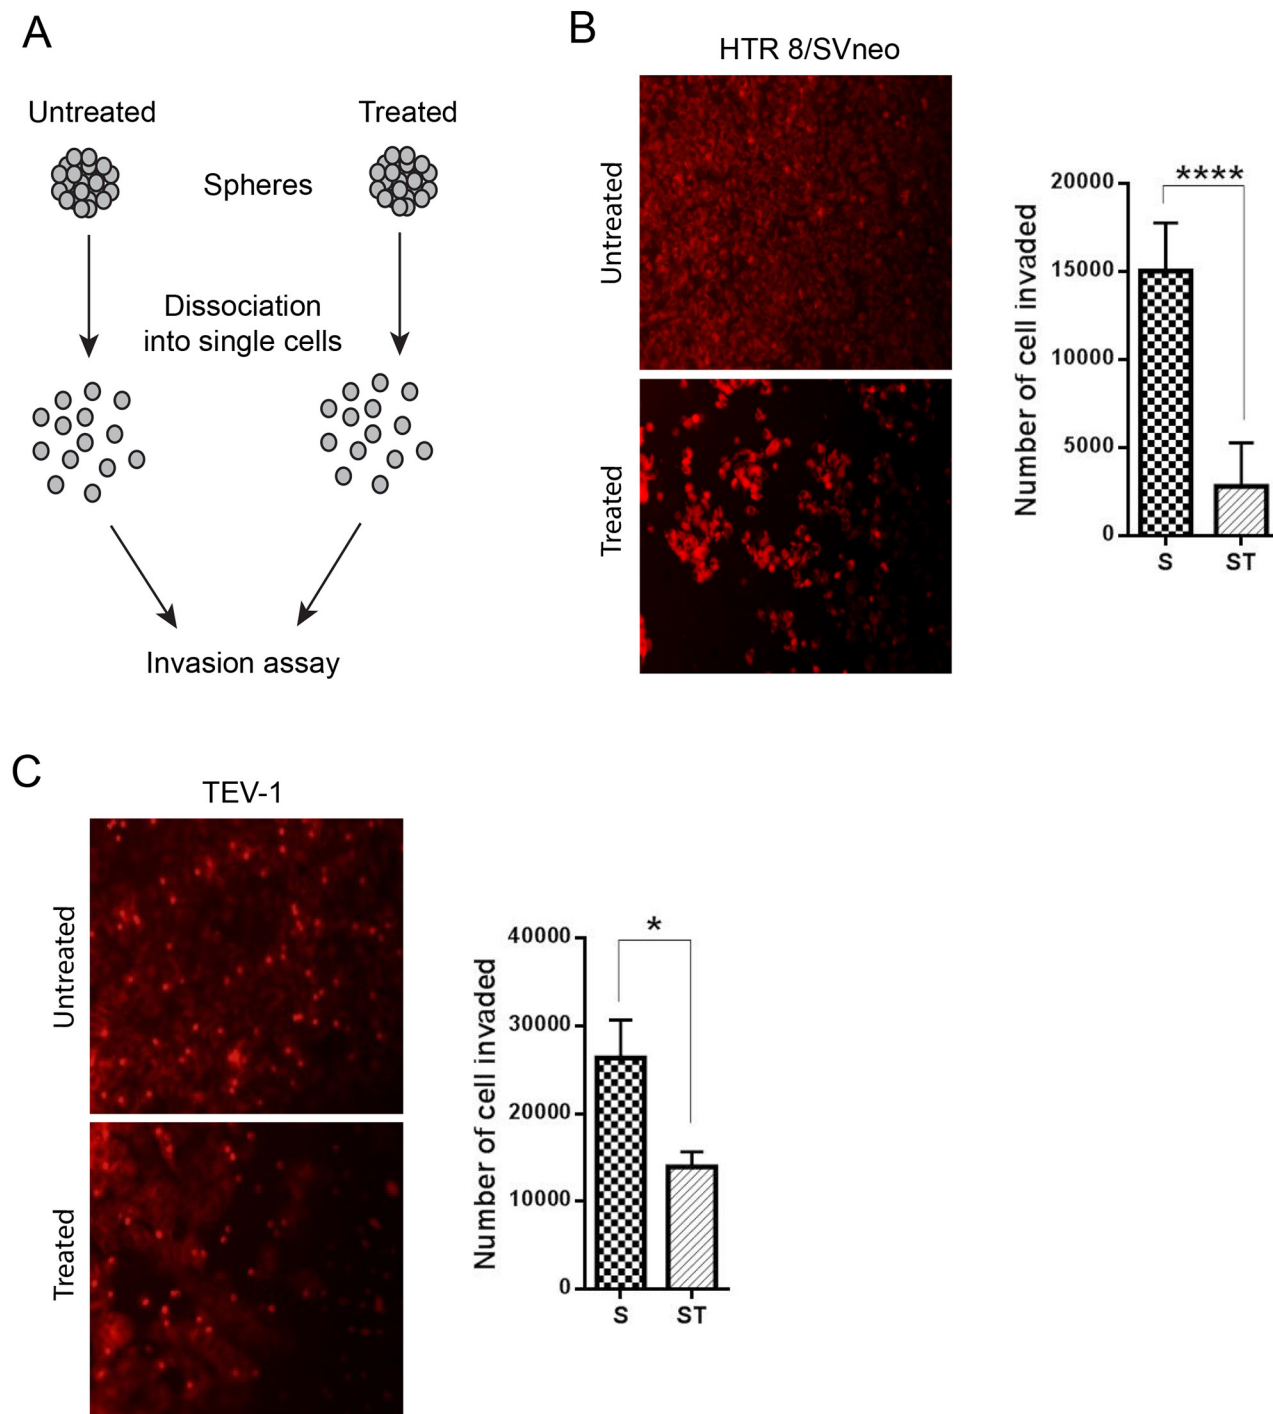 A
Untreated
Treated
Spheres
Dissociation
into single cells
Invasion assay
B
HTR 8/SVneo
Untreated
Treated
Number of cell invaded
20000
15000
10000
5000
0
****
S
ST
C
TEV-1
Untreated
Treated
Number of cell invaded
40000
30000
20000
10000
0
*
S
ST